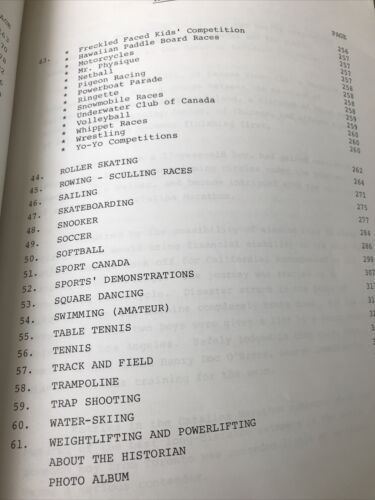 PAGE
43. * Freckled Faced Kids' Competition 256
* Hawaiian Paddle Board Races 257
* Motorcycles 257
* Mr. Physique 257
* Netball 257
* Pigeon Racing 258
* Powerboat Parade 258
* Ringette 258
* Snowmobile Races 258
* Underwater Club of Canada 259
* Volleyball 259
* Whippet Races 260
* Wrestling 260
* Yo-Yo Competitions 260
44. ROLLER SKATING 262
45. ROWING - SCULLING RACES 264
46. SAILING 271
47. SKATEBOARDING 275
48. SNOOKER 277
49. SOCCER 284
50. SOFTBALL 286
51. SPORT CANADA 298
52. SPORTS' DEMONSTRATIONS 307
53. SQUARE DANCING
54. SWIMMING (AMATEUR)
55. TABLE TENNIS
56. TENNIS
57. TRACK AND FIELD
58. TRAMPOLINE
59. TRAP SHOOTING
60. WATER-SKIING
61. WEIGHTLIFTING AND POWERLIFTING
ABOUT THE HISTORIAN
PHOTO ALBUM